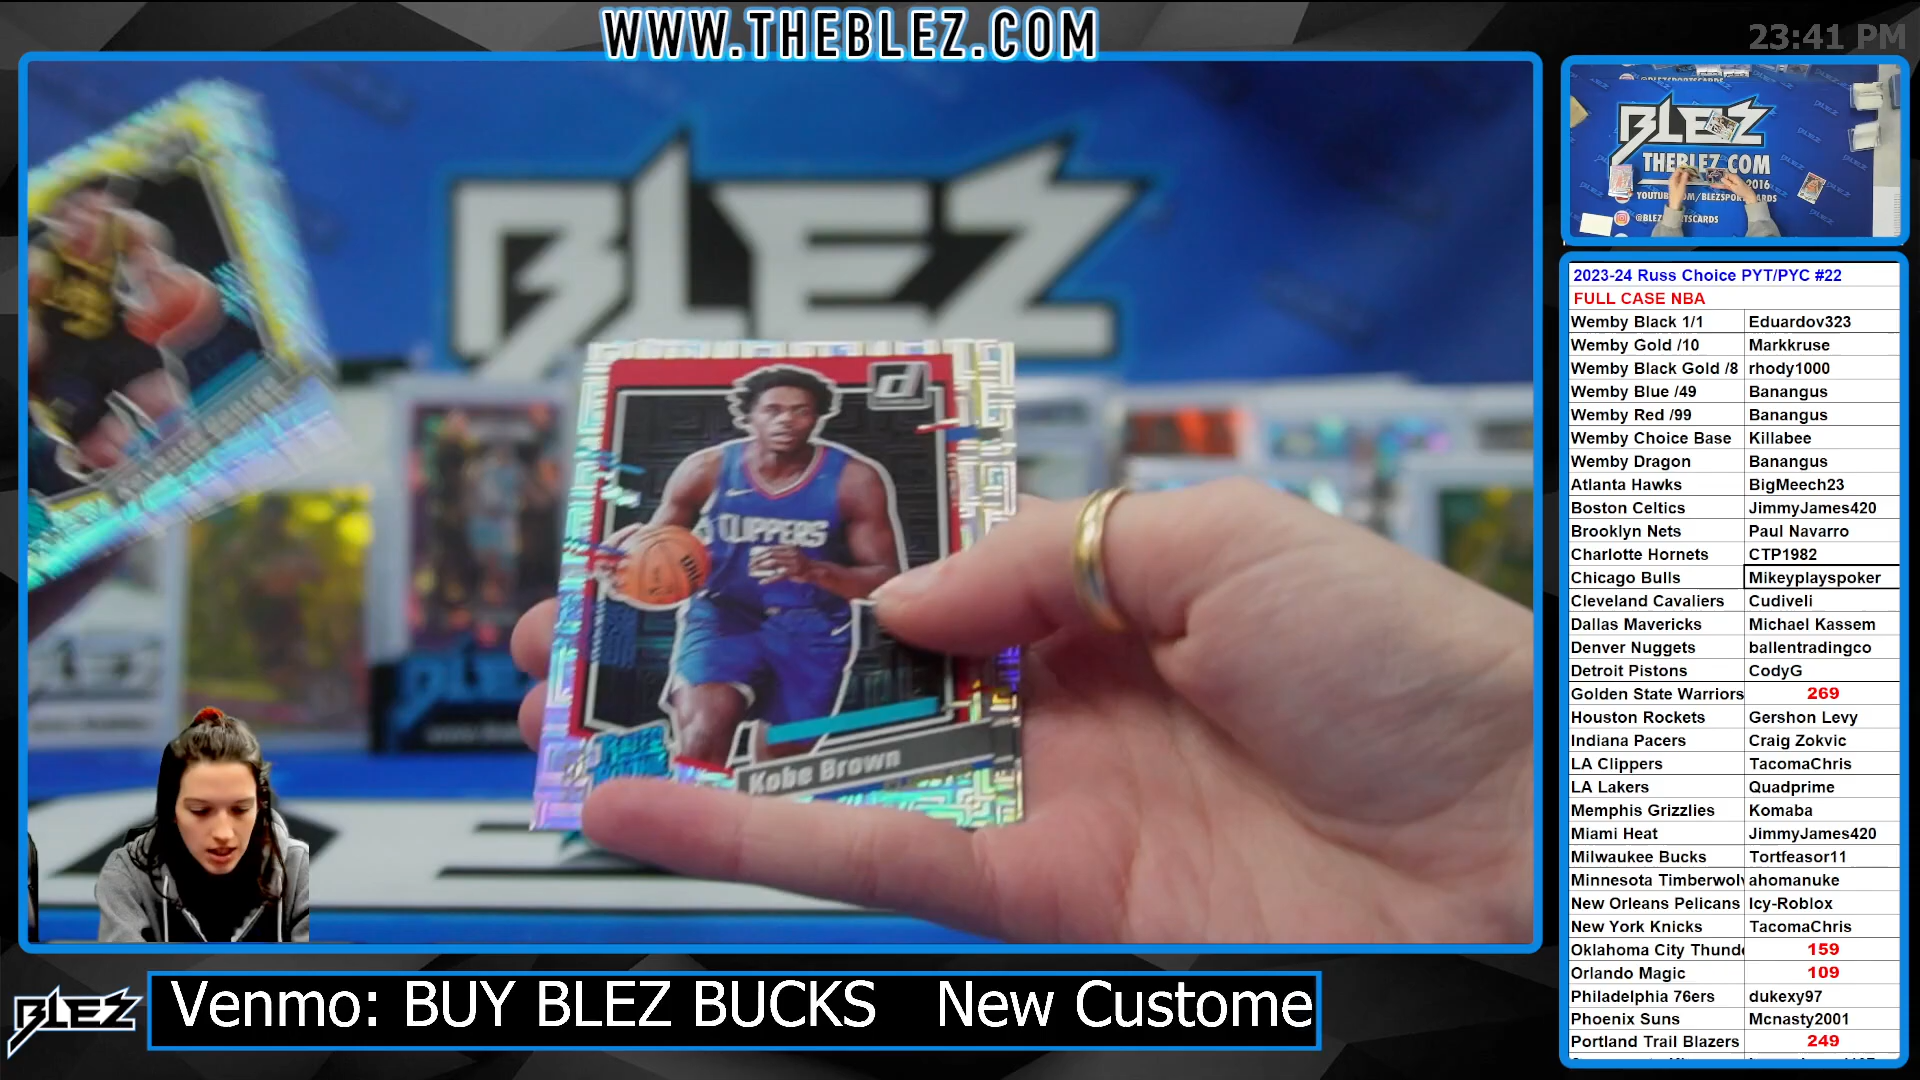 WWW.THEBLEZ.COM
23:41 PM
BLEZ
BLEZ
THEBLEZ.COM
2016
@BLEZSPORTSCARDS
d
CLIPPERS
Kobe Brown
2023-24 Russ Choice PYT/PYC #22
FULL CASE NBA
Wemby Black 1/1 Eduardov323
Wemby Gold /10 Markkruse
Wemby Black Gold /8 rhody1000
Wemby Blue /49 Banangus
Wemby Red /99 Banangus
Wemby Choice Base Killabee
Wemby Dragon Banangus
Atlanta Hawks BigMeech23
Boston Celtics JimmyJames420
Brooklyn Nets Paul Navarro
Charlotte Hornets CTP1982
Chicago Bulls Mikeyplayspoker
Cleveland Cavaliers Cudiveli
Dallas Mavericks Michael Kassem
Denver Nuggets ballentradingco
Detroit Pistons CodyG
Golden State Warriors 269
Houston Rockets Gershon Levy
Indiana Pacers Craig Zokvic
LA Clippers TacomaChris
LA Lakers Quadprime
Memphis Grizzlies Komaba
Miami Heat JimmyJames420
Milwaukee Bucks Tortfeasor11
Minnesota Timberwolv ahomanuke
New Orleans Pelicans Icy-Roblox
New York Knicks TacomaChris
Oklahoma City Thund 159
Orlando Magic 109
Philadelphia 76ers dukexy97
Phoenix Suns Mcnasty2001
Portland Trail Blazers 249
BLEZ
Venmo: BUY BLEZ BUCKS New Custome